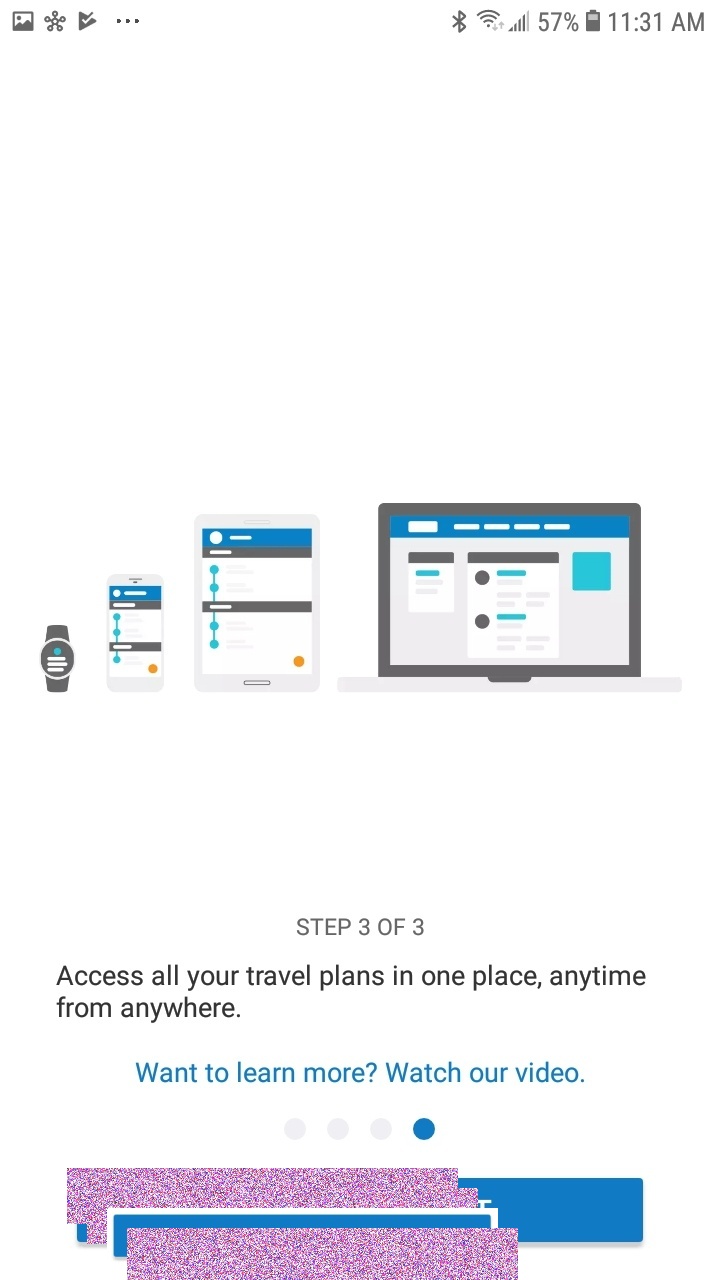 57% 11:31 AM
STEP 3 OF 3
Access all your travel plans in one place, anytime
from anywhere.
Want to learn more? Watch our video.